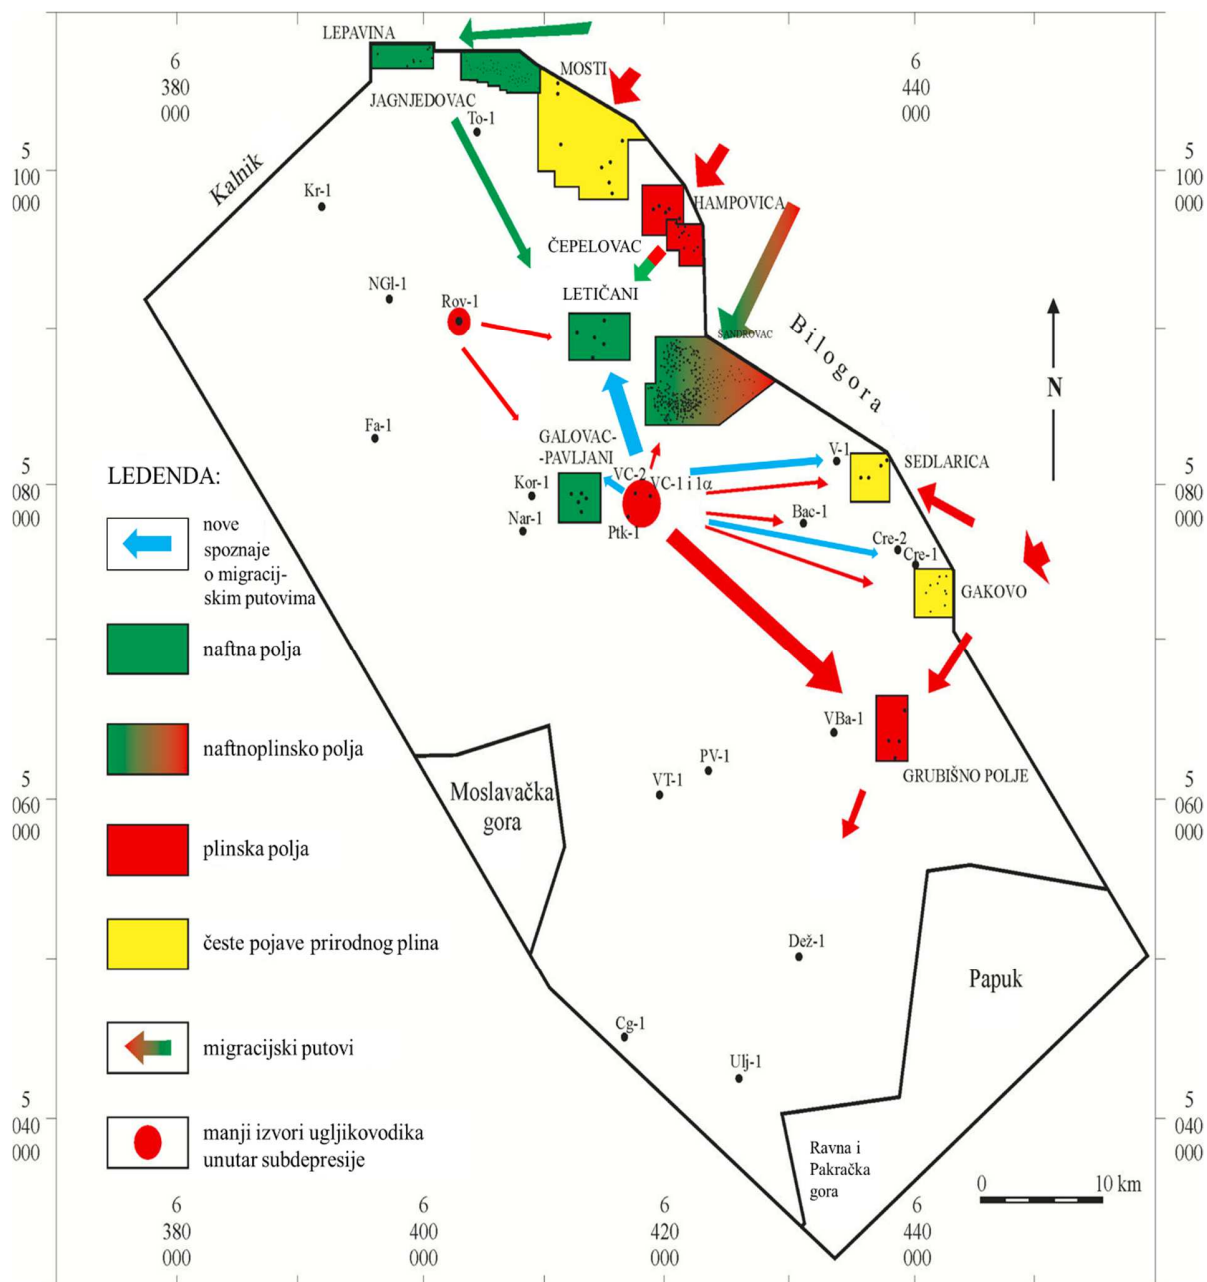 LEPAVINA
6
380
000
MOSTI
6
440
000
JAGNJEDOVAC
To-1
5
100
000
5
100
000
Kalnik
Kr-1
HAMPOVICA
ČEPELOVAC
NGl-1
LETIČANI
Rov-1
ŠANDROVAC
Bilogora
N
Fa-1
GALOVAC-
-PAVLJANI
V-1
SEDLARICA
5
080
000
LEDENDA:
VC-2
VC-1 i 1α
5
080
000
Kor-1
Nar-1
Ptk-1
Bac-1
Cre-2
Cre-1
GAKOVO
nove
spoznaje
o migracij-
skim putovima
naftna polja
naftnoplinsko polja
VBa-1
PV-1
VT-1
GRUBIŠNO POLJE
5
060
000
Moslavačka
gora
5
060
000
plinska polja
česte pojave prirodnog plina
Dež-1
Papuk
Cg-1
migracijski putovi
Ulj-1
5
040
000
5
040
000
manji izvori ugljikovodika
unutar subdepresije
Ravna i
Pakračka
gora
0 10 km
6
380
000
6
400
000
6
420
000
6
440
000